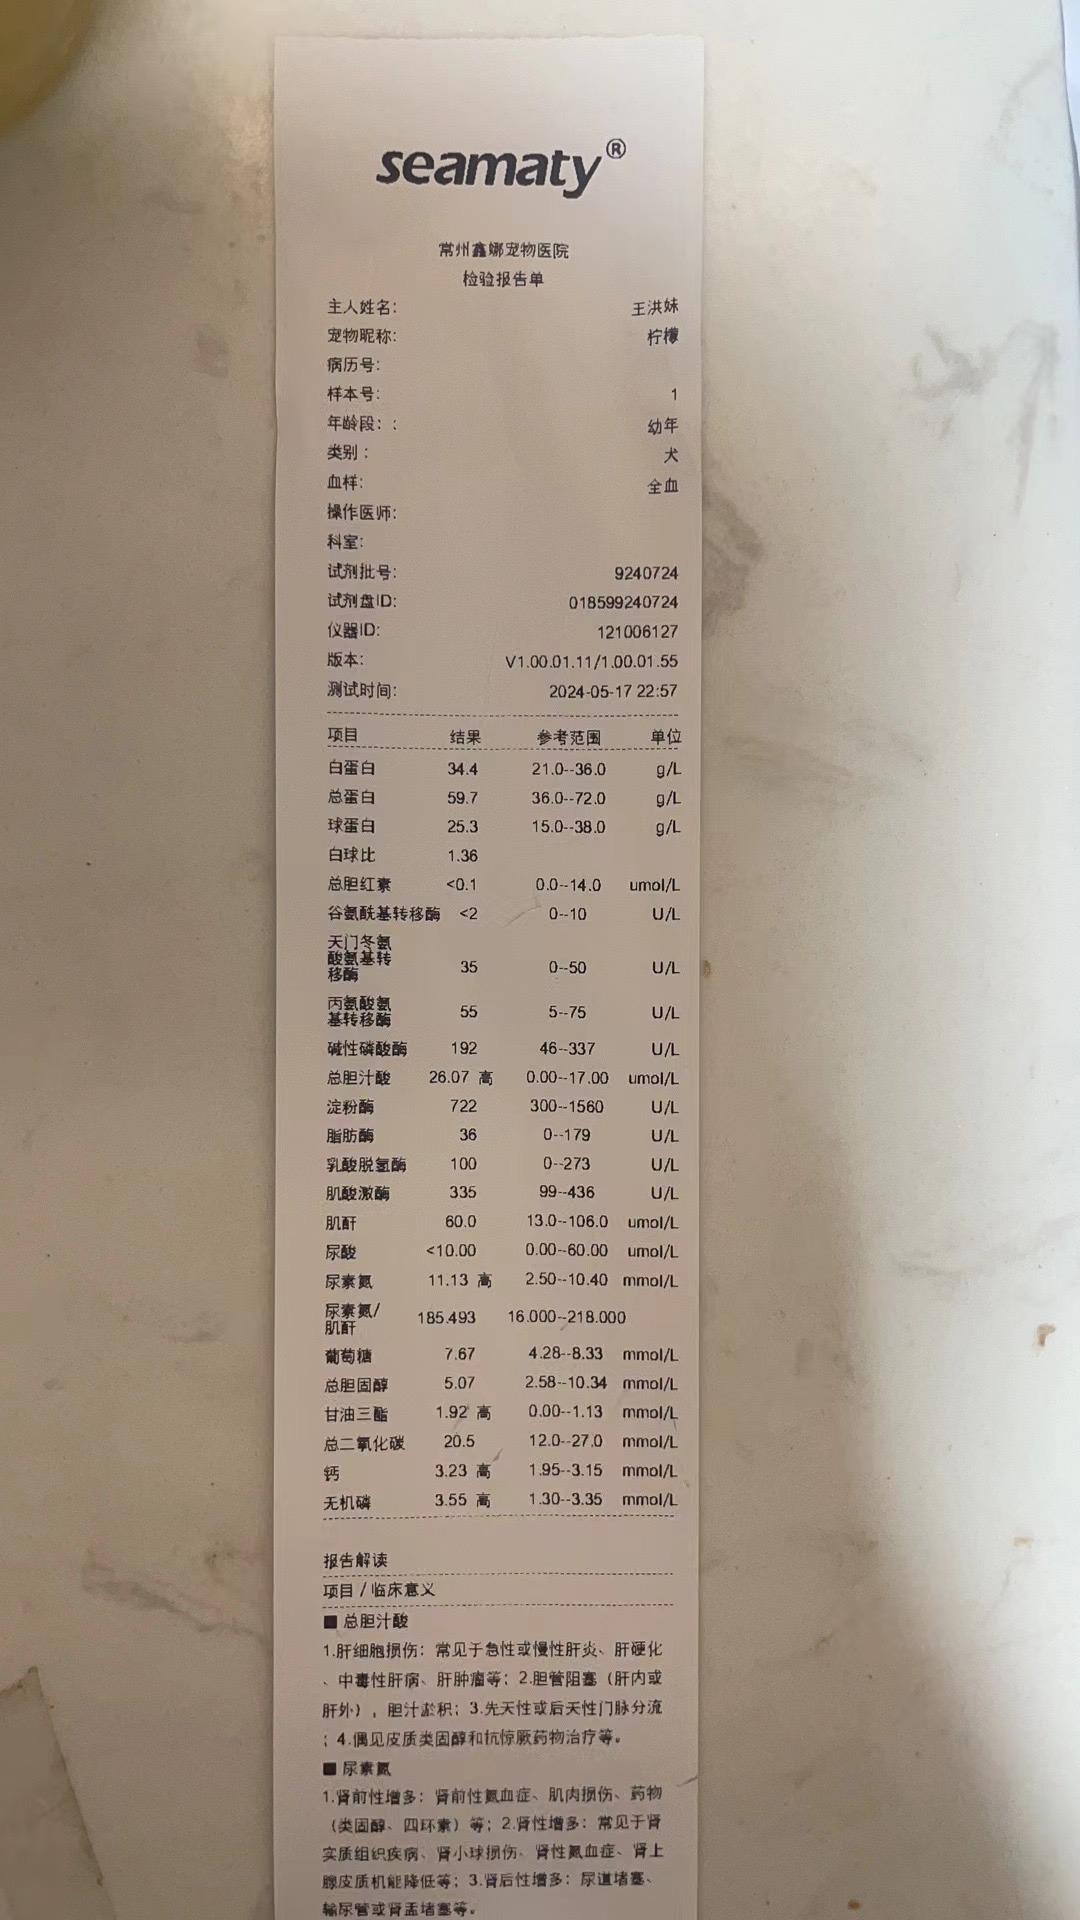 seamaty®
常州鑫娜宠物医院
检验报告单
主人姓名: 王洪妹
宠物昵称: 柠檬
病历号:
样本号: 1
年龄段: : 幼年
类别 : 犬
血样: 全血
操作医师:
科室:
试剂批号: 9240724
试剂盘ID: 018599240724
仪器ID: 121006127
版本: V1.00.01.11/1.00.01.55
测试时间: 2024-05-17 22:57
项目 结果 参考范围 单位
白蛋白 34.4 21.0--36.0 g/L
总蛋白 59.7 36.0--72.0 g/L
球蛋白 25.3 15.0--38.0 g/L
白球比 1.36
总胆红素 <0.1 0.0--14.0 umol/L
谷氨酰基转移酶 <2 0--10 U/L
天门冬氨
酸氨基转
移酶 35 0--50 U/L
丙氨酸氨
基转移酶 55 5--75 U/L
碱性磷酸酶 192 46--337 U/L
总胆汁酸 26.07 高 0.00--17.00 umol/L
淀粉酶 722 300--1560 U/L
脂肪酶 36 0--179 U/L
乳酸脱氢酶 100 0--273 U/L
肌酸激酶 335 99--436 U/L
肌酐 60.0 13.0--106.0 umol/L
尿酸 <10.00 0.00--60.00 umol/L
尿素氮 11.13 高 2.50--10.40 mmol/L
尿素氮/
肌酐 185.493 16.000--218.000
葡萄糖 7.67 4.28--8.33 mmol/L
总胆固醇 5.07 2.58--10.34 mmol/L
甘油三酯 1.92 高 0.00--1.13 mmol/L
总二氧化碳 20.5 12.0--27.0 mmol/L
钙 3.23 高 1.95--3.15 mmol/L
无机磷 3.55 高 1.30--3.35 mmol/L
报告解读
项目 / 临床意义
■ 总胆汁酸
1.肝细胞损伤: 常见于急性或慢性肝炎、肝硬化
、中毒性肝病、肝肿瘤等; 2.胆管阻塞 (肝内或
肝外) , 胆汁淤积; 3.先天性或后天性门脉分流
; 4.偶见皮质类固醇和抗惊厥药物治疗等。
■ 尿素氮
1.肾前性增多: 肾前性氮血症、肌肉损伤、药物
(类固醇、四环素) 等; 2.肾性增多: 常见于肾
实质组织疾病、肾小球损伤、肾性氮血症、肾上
腺皮质机能降低等; 3.肾后性增多: 尿道堵塞、
输尿管或肾盂堵塞等。